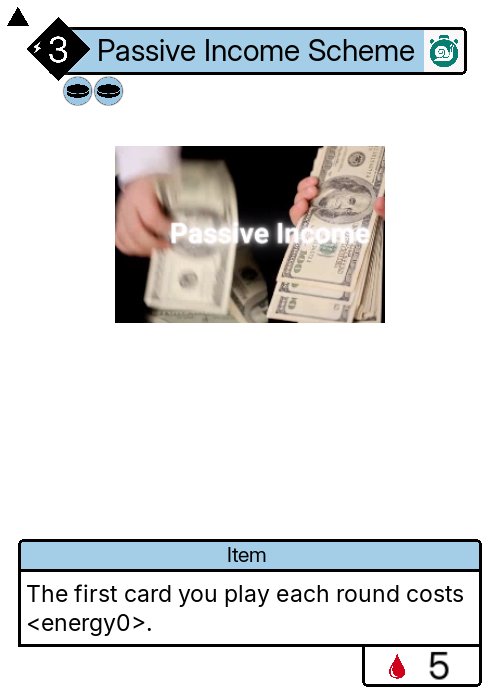 3 Passive Income Scheme
Passive Income
Item
The first card you play each round costs
<energy0>.
5